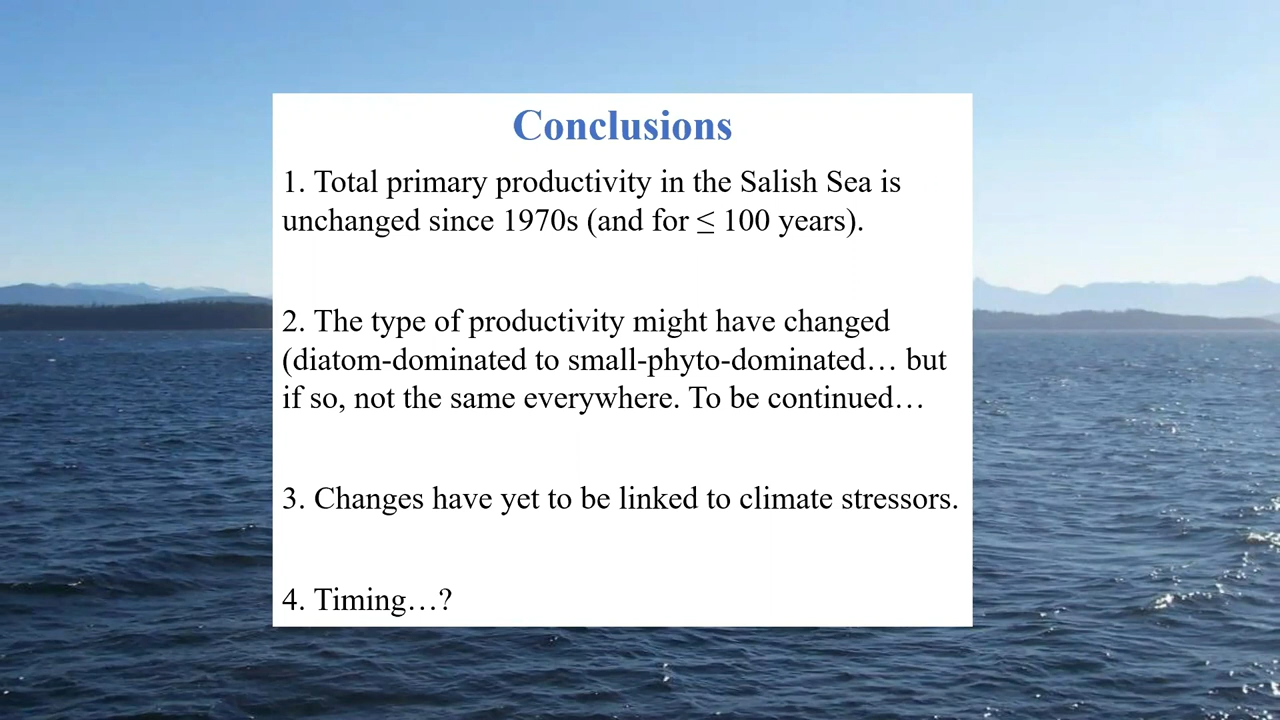 Conclusions
1. Total primary productivity in the Salish Sea is
unchanged since 1970s (and for ≤ 100 years).
2. The type of productivity might have changed
(diatom-dominated to small-phyto-dominated… but
if so, not the same everywhere. To be continued…
3. Changes have yet to be linked to climate stressors.
4. Timing…?